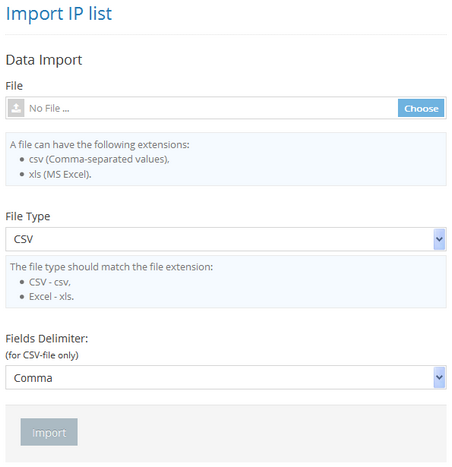 Import IP list
Data Import
File
No File ...
Choose
A file can have the following extensions:
csv (Comma-separated values),
xls (MS Excel).
File Type
CSV
The file type should match the file extension:
CSV - csv,
Excel - xls.
Fields Delimiter:
(for CSV-file only)
Comma
Import